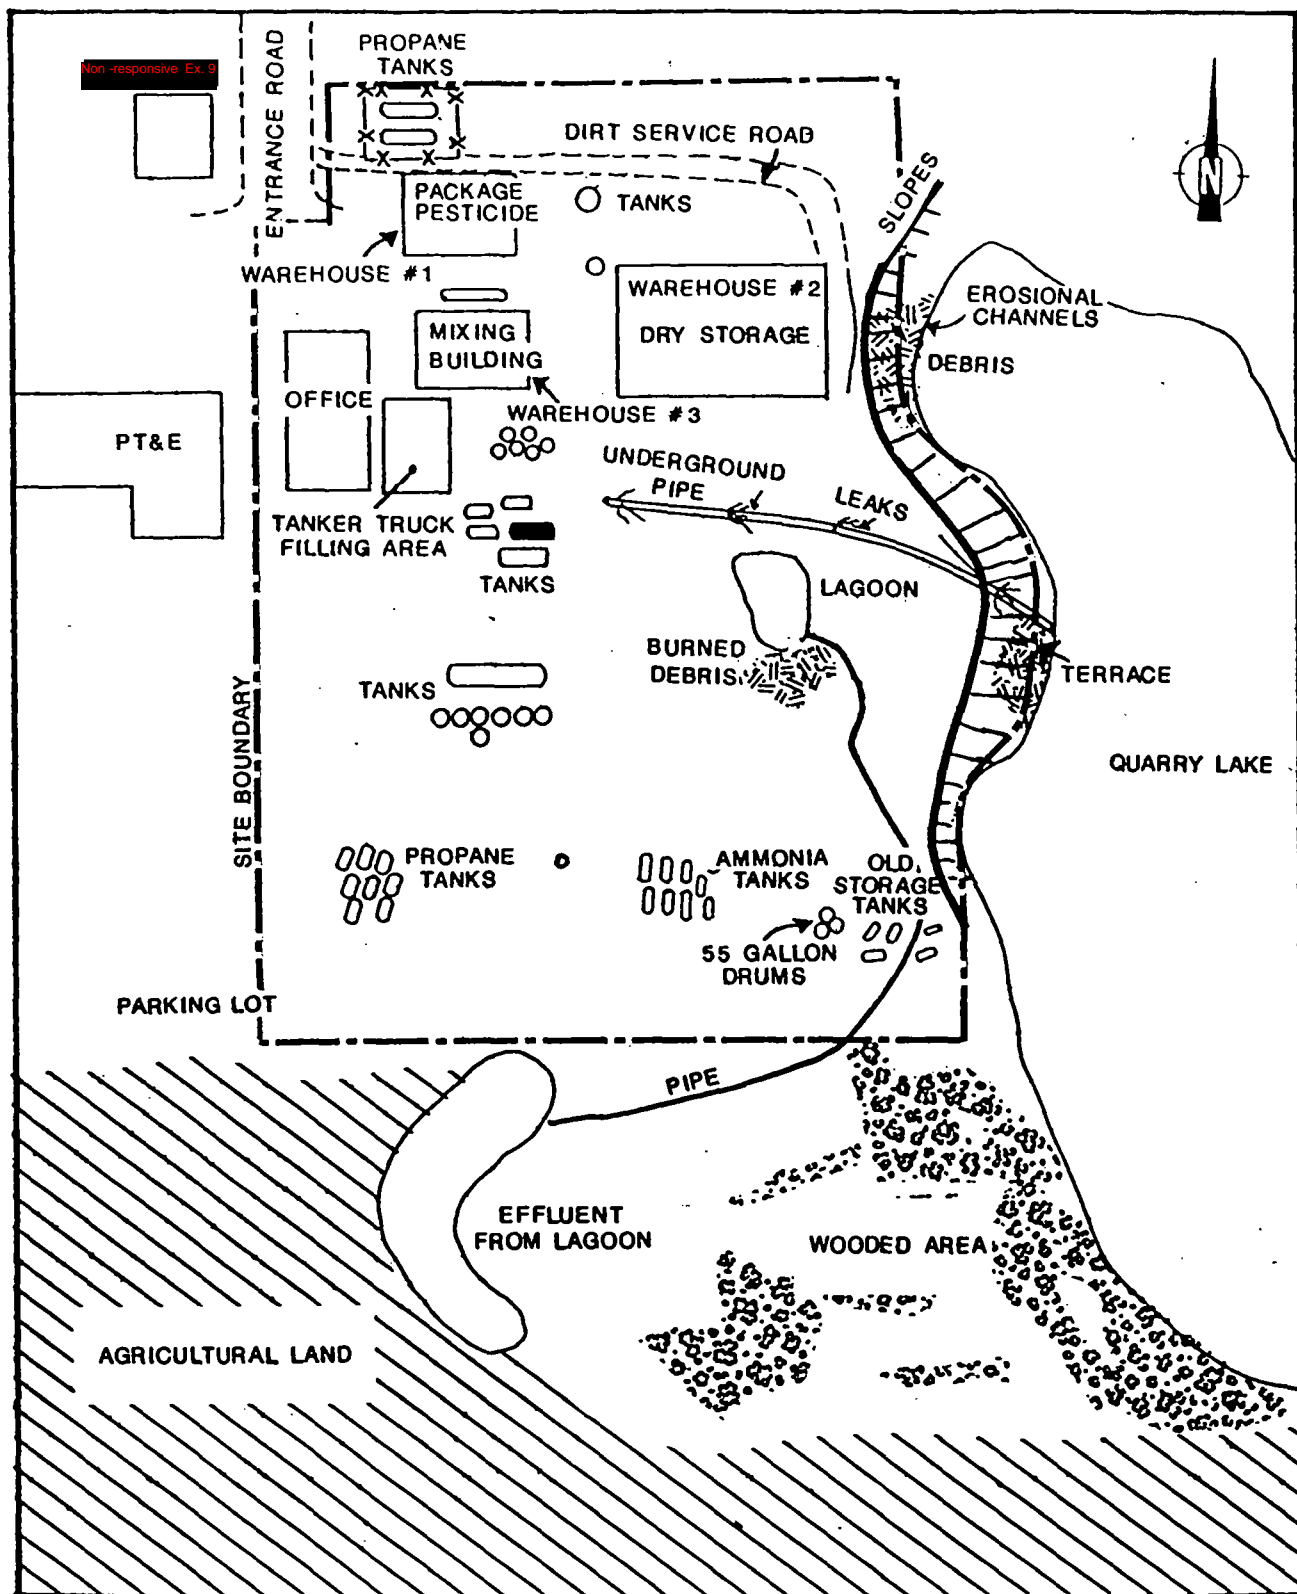 PROPANE
TANKS
Non -responsive Ex. 9
ENTRANCE ROAD
DIRT SERVICE ROAD
SLOPES
N
PACKAGE
PESTICIDE
TANKS
WAREHOUSE #1
WAREHOUSE #2
DRY STORAGE
EROSIONAL
CHANNELS
DEBRIS
MIXING
BUILDING
OFFICE
WAREHOUSE #3
PT&E
UNDERGROUND
PIPE
LEAKS
TANKER TRUCK
FILLING AREA
TANKS
LAGOON
BURNED
DEBRIS
TERRACE
TANKS
SITE BOUNDARY
QUARRY LAKE
PROPANE
TANKS
AMMONIA
TANKS
OLD
STORAGE
TANKS
55 GALLON
DRUMS
PARKING LOT
PIPE
EFFLUENT
FROM LAGOON
WOODED AREA
AGRICULTURAL LAND